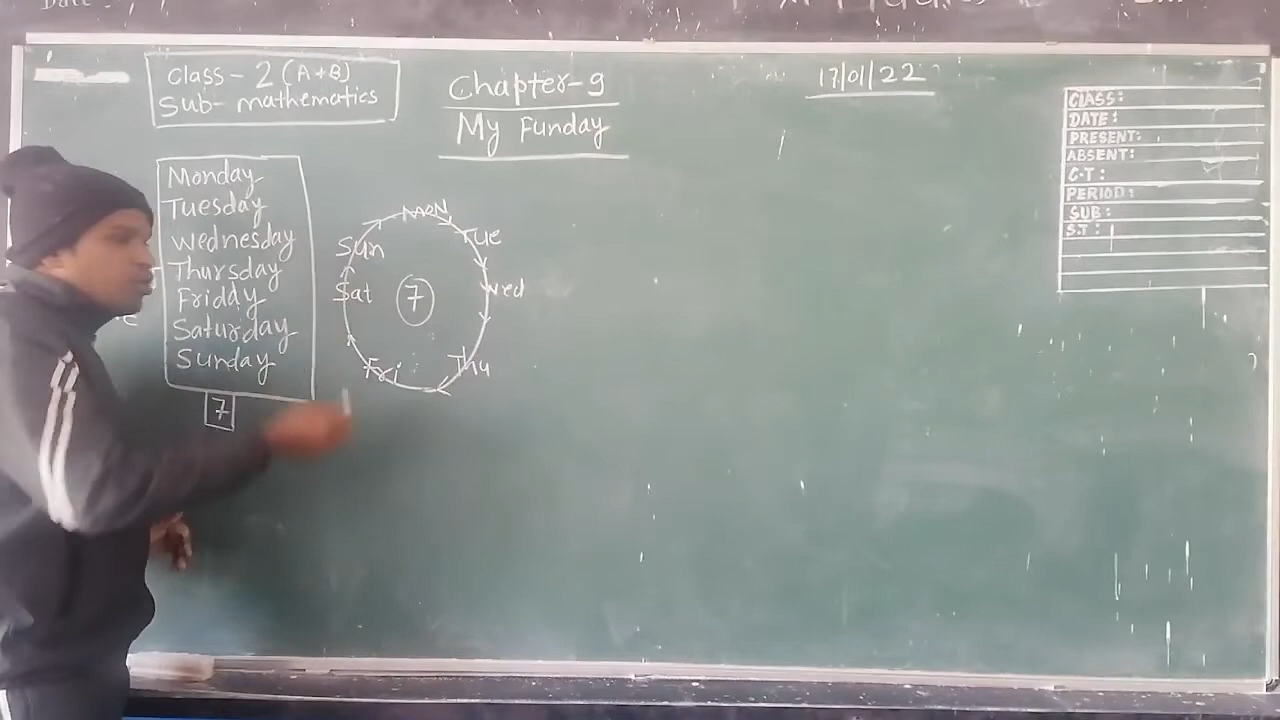 Class - 2 (A+B)
Sub- mathematics
Chapter-9
My Funday
17/01/22
Monday
Tuesday
Wednesday
Thursday
Friday
Saturday
Sunday
7
MON
Tue
Wed
Thu
Fri
Sat
Sun
7
CLASS:
DATE:
PRESENT:
ABSENT:
C.T:
PERIOD:
SUB:
S.T: